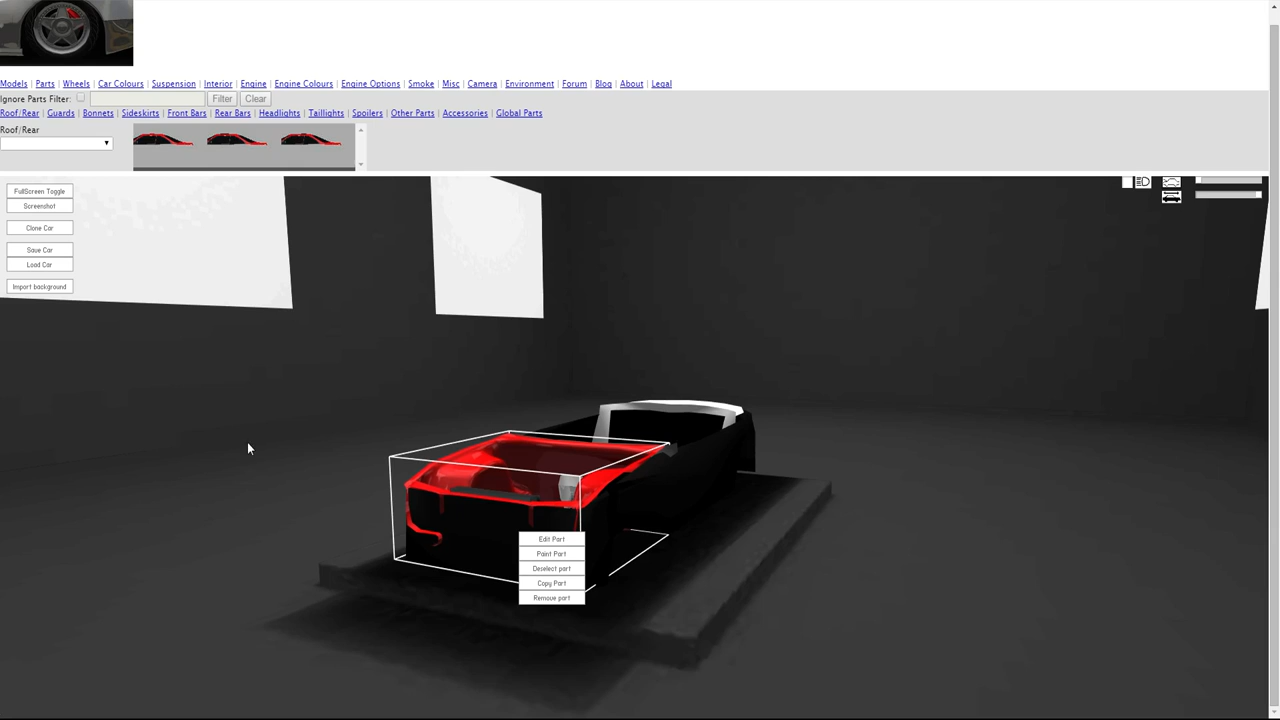 Models | Parts | Wheels | Car Colours | Suspension | Interior | Engine | Engine Colours | Engine Options | Smoke | Misc | Camera | Environment | Forum | Blog | About | Legal
Ignore Parts Filter: Filter Clear
Roof/Rear | Guards | Bonnets | Sideskirts | Front Bars | Rear Bars | Headlights | Taillights | Spoilers | Other Parts | Accessories | Global Parts
Roof/Rear
FullScreen Toggle
Screenshot
Clone Car
Save Car
Load Car
Import background
Edit Part
Paint Part
Deselect part
Copy Part
Remove part